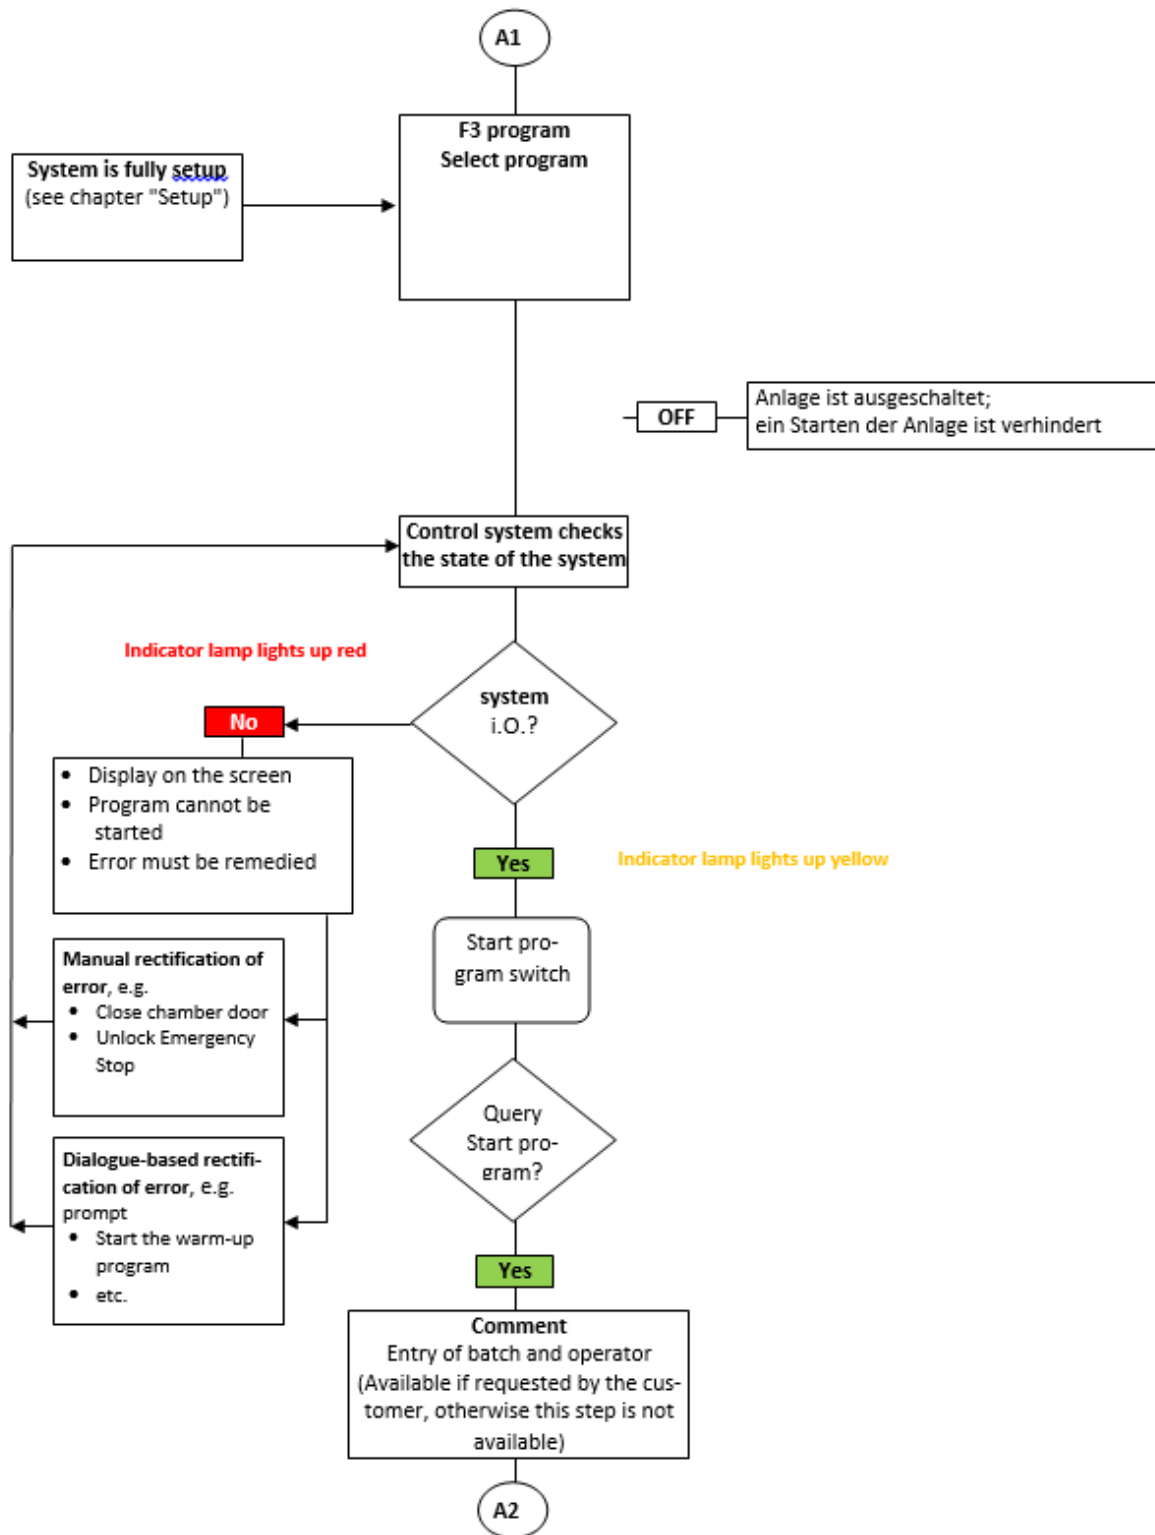 A1
F3 program
Select program
System is fully setup
(see chapter "Setup")
OFF
Anlage ist ausgeschaltet;
ein Starten der Anlage ist verhindert
Control system checks
the state of the system
Indicator lamp lights up red
system
i.O.?
No
• Display on the screen
• Program cannot be
started
• Error must be remedied
Yes
Indicator lamp lights up yellow
Start pro-
gram switch
Manual rectification of
error, e.g.
• Close chamber door
• Unlock Emergency
Stop
Query
Start pro-
gram?
Dialogue-based rectifi-
cation of error, e.g.
prompt
• Start the warm-up
program
• etc.
Yes
Comment
Entry of batch and operator
(Available if requested by the cus-
tomer, otherwise this step is not
available)
A2